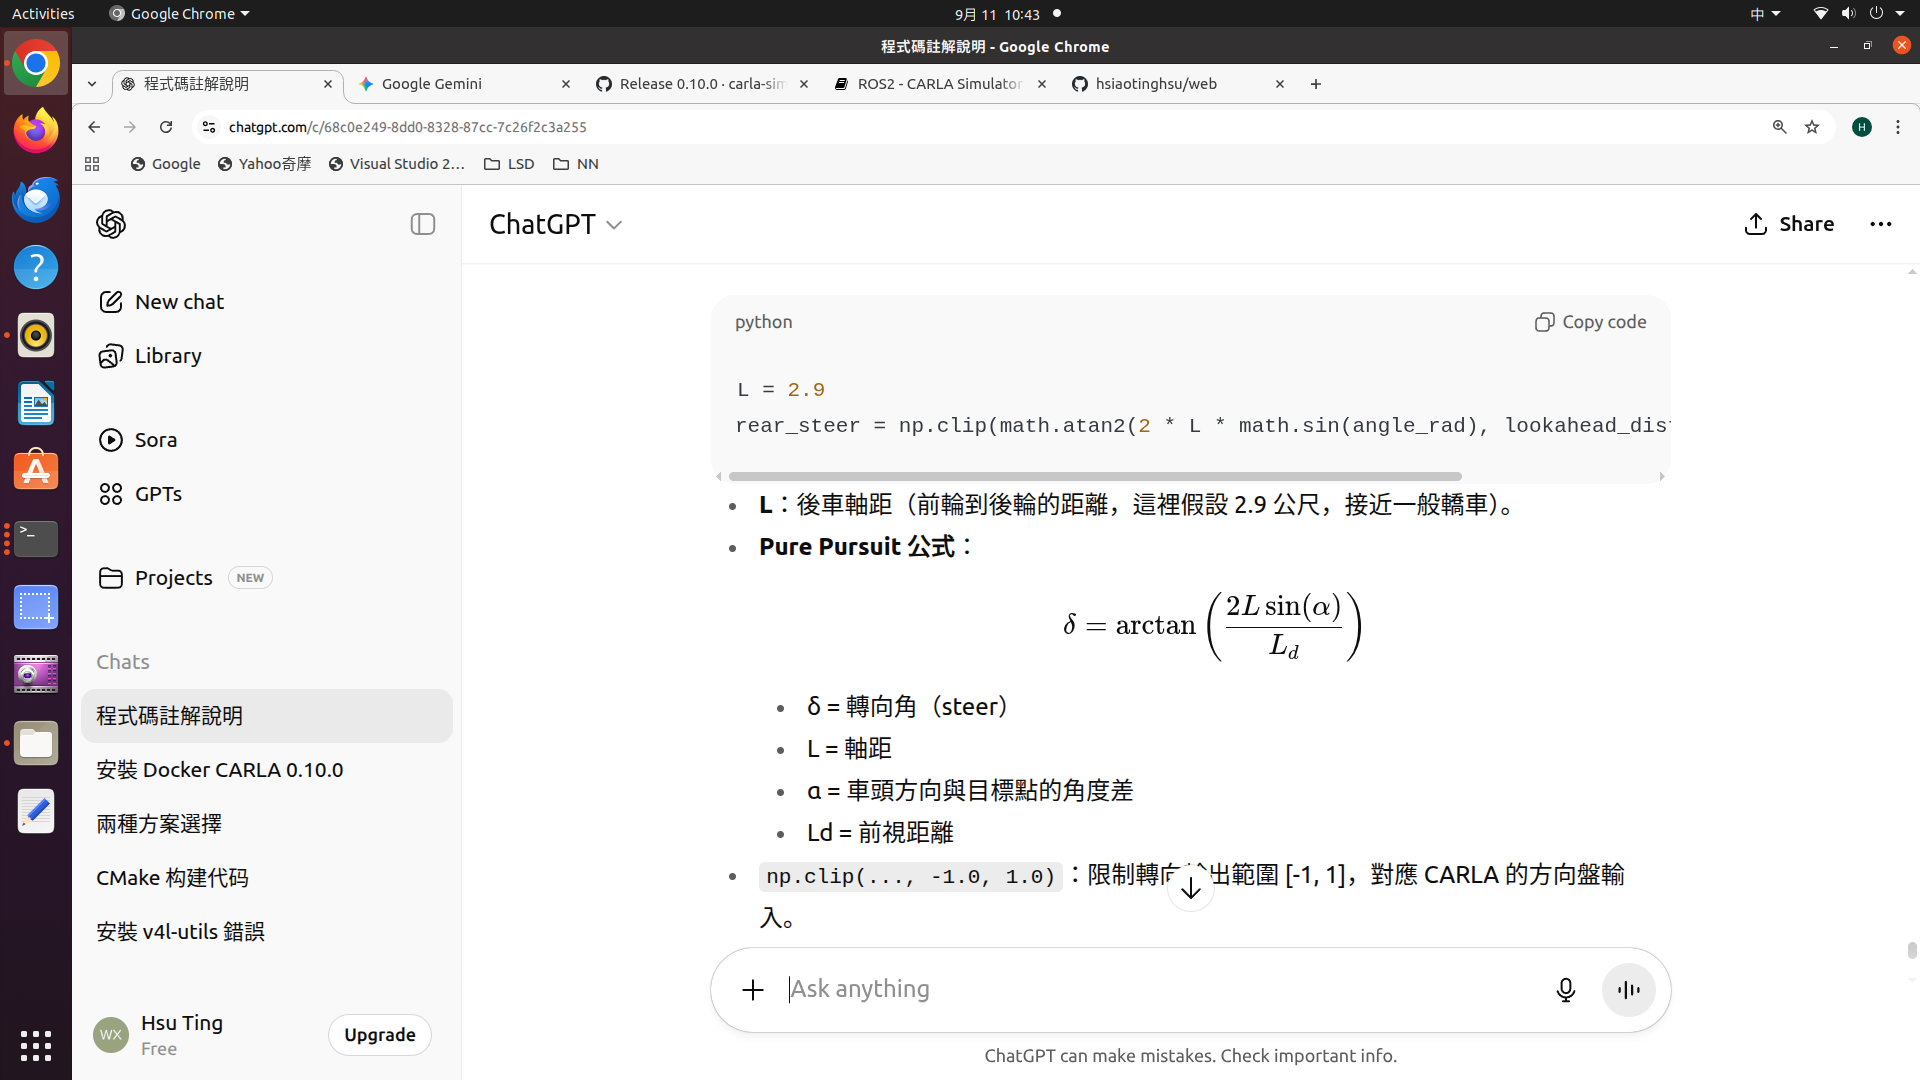 Activities
Google Chrome
9月 11 10:43
中
程式碼註解說明 - Google Chrome
程式碼註解說明
Google Gemini
Release 0.10.0 · carla-sim
ROS2 - CARLA Simulator
hsiaotinghsu/web
chatgpt.com/c/68c0e249-8dd0-8328-87cc-7c26f2c3a255
H
Google
Yahoo奇摩
Visual Studio 2...
LSD
NN
ChatGPT
Share
New chat
Library
Sora
GPTs
Projects NEW
Chats
程式碼註解說明
安裝 Docker CARLA 0.10.0
兩種方案選擇
CMake 构建代码
安裝 v4l-utils 錯誤
WX
Hsu Ting
Free
Upgrade
python
Copy code
L = 2.9
rear_steer = np.clip(math.atan2(2 * L * math.sin(angle_rad), lookahead_dist
L：後車軸距（前輪到後輪的距離，這裡假設 2.9 公尺，接近一般轎車）。
Pure Pursuit 公式：
δ = arctan(2L sin(α) / L_d)
δ = 轉向角（steer）
L = 軸距
α = 車頭方向與目標點的角度差
Ld = 前視距離
np.clip(..., -1.0, 1.0)：限制轉向輸出範圍 [-1, 1]，對應 CARLA 的方向盤輸
入。
Ask anything
ChatGPT can make mistakes. Check important info.